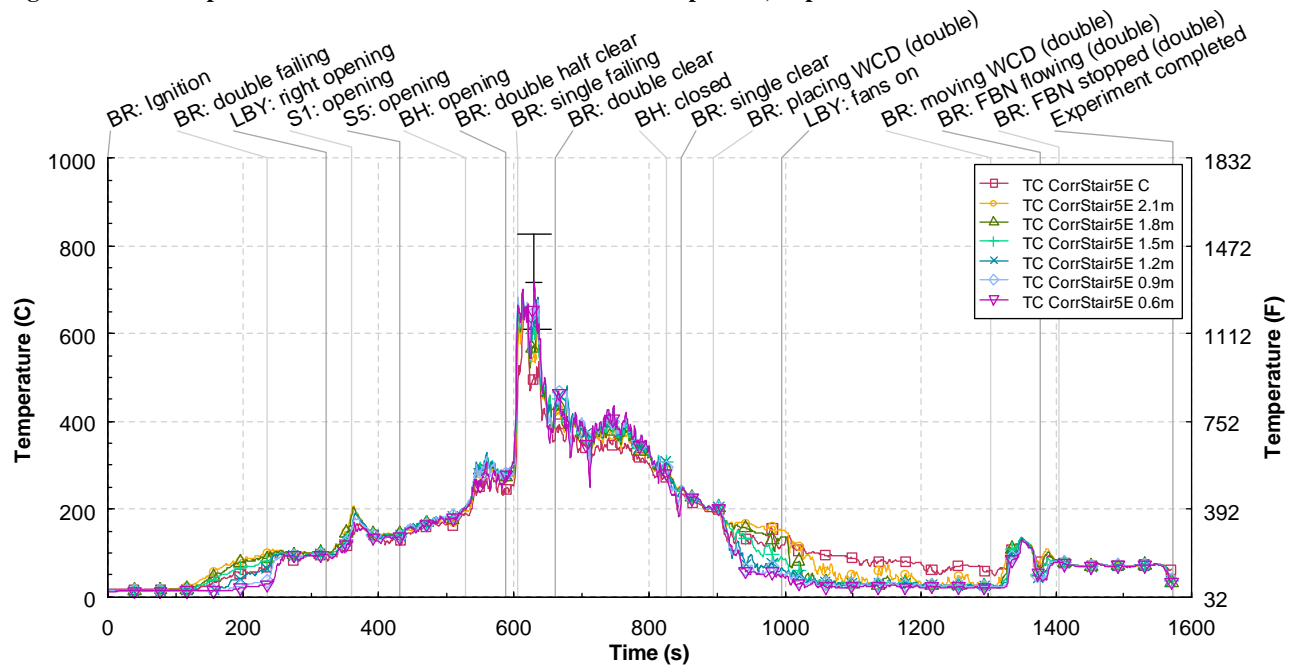 BR: Ignition
BR: double failing
LBY: right opening
S1: opening
S5: opening
BH: opening
BR: double half clear
BR: single failing
BR: double clear
BH: closed
BR: single clear
BR: placing WCD (double)
LBY: fans on
BR: moving WCD (double)
BR: FBN flowing (double)
BR: FBN stopped (double)
Experiment completed
1000
800
600
400
200
0
Temperature (C)
1832
1472
1112
752
392
32
Temperature (F)
TC CorrStair5E C
TC CorrStair5E 2.1m
TC CorrStair5E 1.8m
TC CorrStair5E 1.5m
TC CorrStair5E 1.2m
TC CorrStair5E 0.9m
TC CorrStair5E 0.6m
0 200 400 600 800 1000 1200 1400 1600
Time (s)